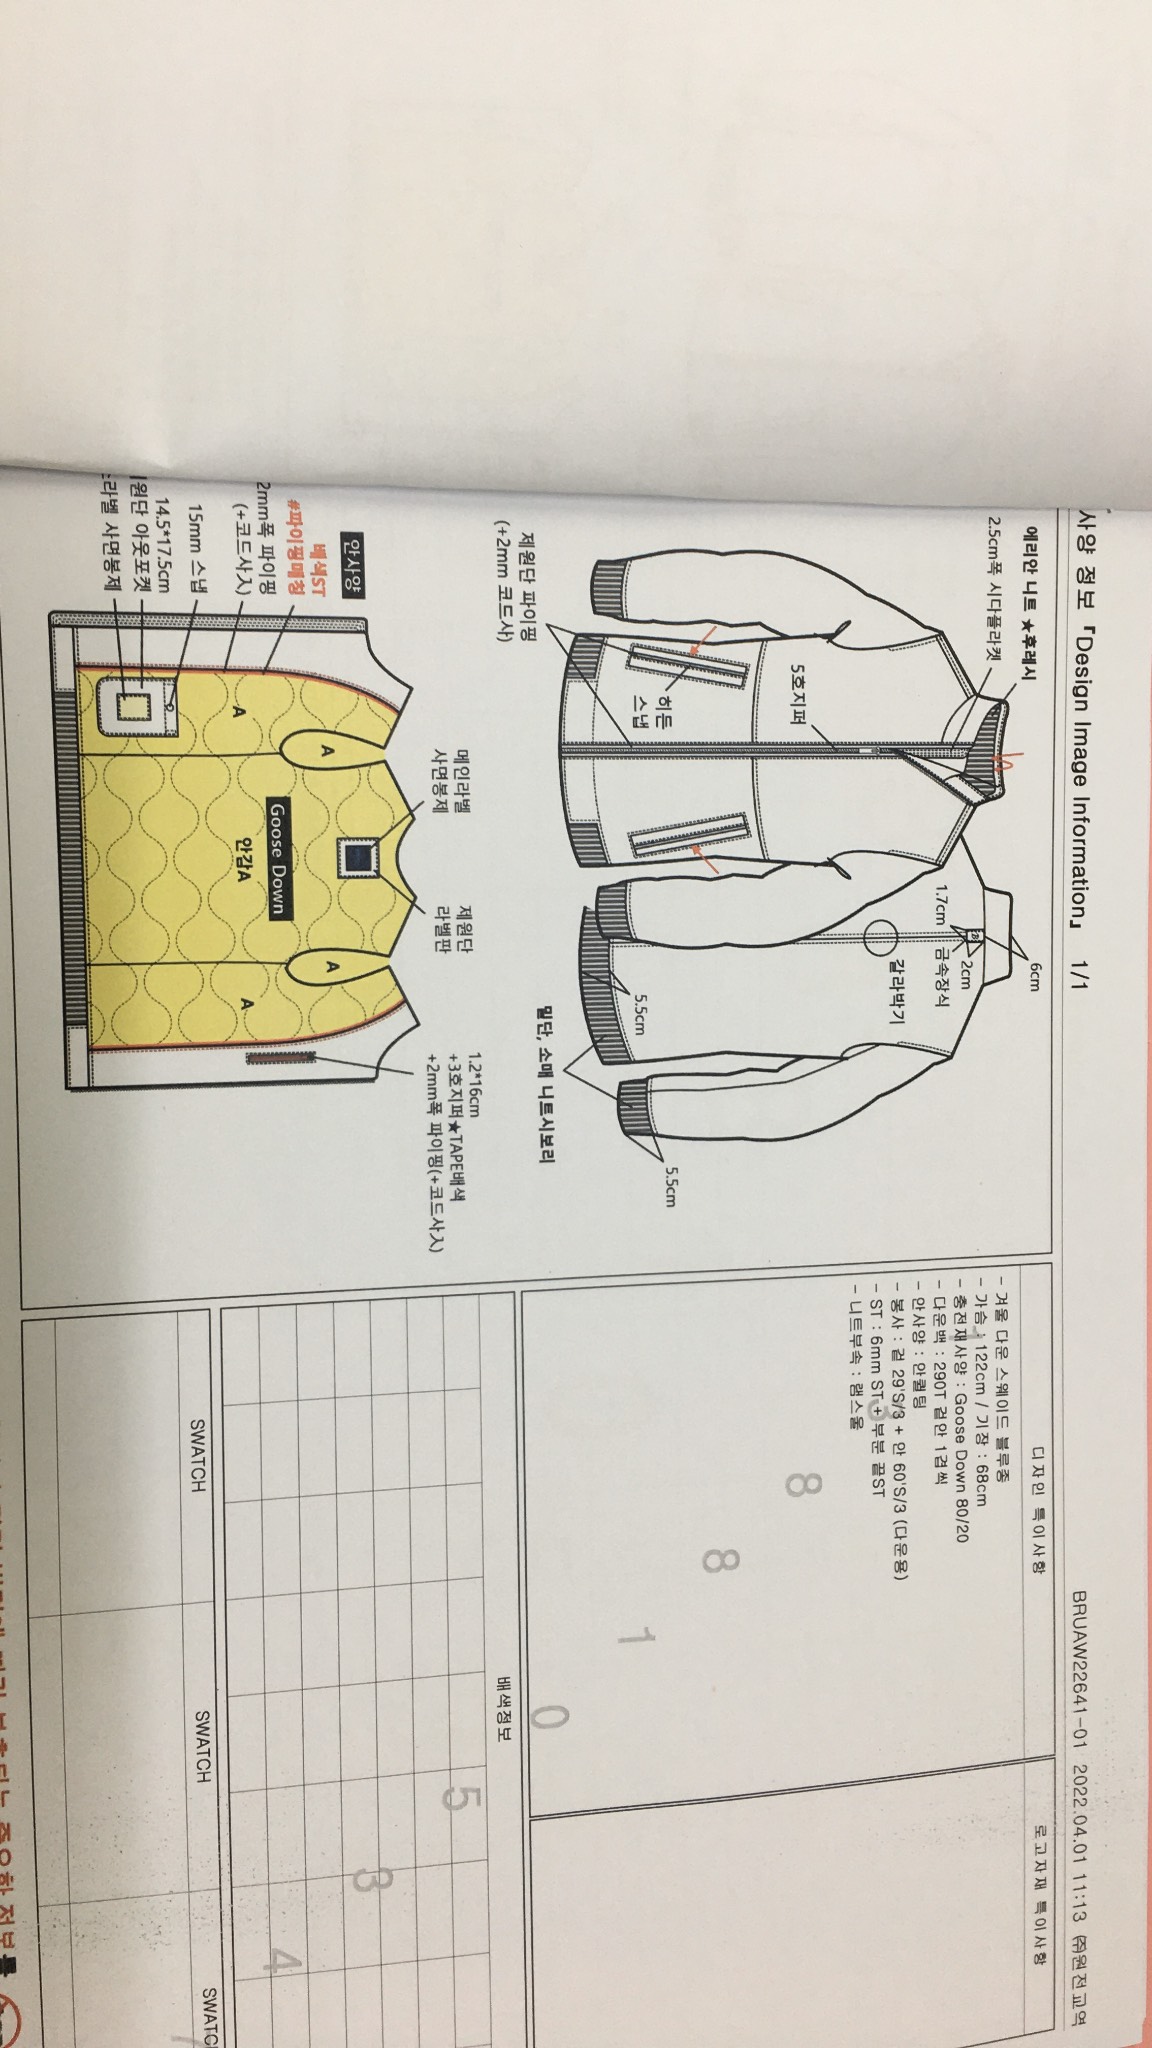 사양 정보 「Design Image Information」 1/1
BRUAW22641-01 2022.04.01 11:13 ㈜원전교역
에리안 니트 ★후레시
2.5cm폭 시다플라켓
5호지퍼
히든
스냅
제원단 파이핑
(+2mm 코드사)
6cm
2cm
1.7cm
금속장식
갈라박기
5.5cm
5.5cm
밑단, 소매 니트시보리
안사양
배색ST
#파이핑매칭
2mm폭 파이핑
(+코드사入)
15mm 스냅
14.5*17.5cm
원단 아웃포켓
라벨 사면봉제
메인라벨
사면봉제
제원단
라벨판
Goose Down
안감A
A
A
A
A
1.2*16cm
+3호지퍼★TAPE배색
+2mm폭 파이핑(+코드사入)
디자인 특이사항
- 겨울 다운 스웨이드 블루종
- 가슴 : 122cm / 기장 : 68cm
- 충전재사양 : Goose Down 80/20
- 다운백 : 290T 겉안 1겹씩
- 안사양 : 안퀼팅
- 봉사 : 겉 29'S/3 + 안 60'S/3 (다운용)
- ST : 6mm ST + 부분 끝ST
- 니트부속 : 램스울
로고자재 특이사항
배색정보
SWATCH
SWATCH
SWATC
1
3
8
8
1
0
5
3
4
중요한 정보를